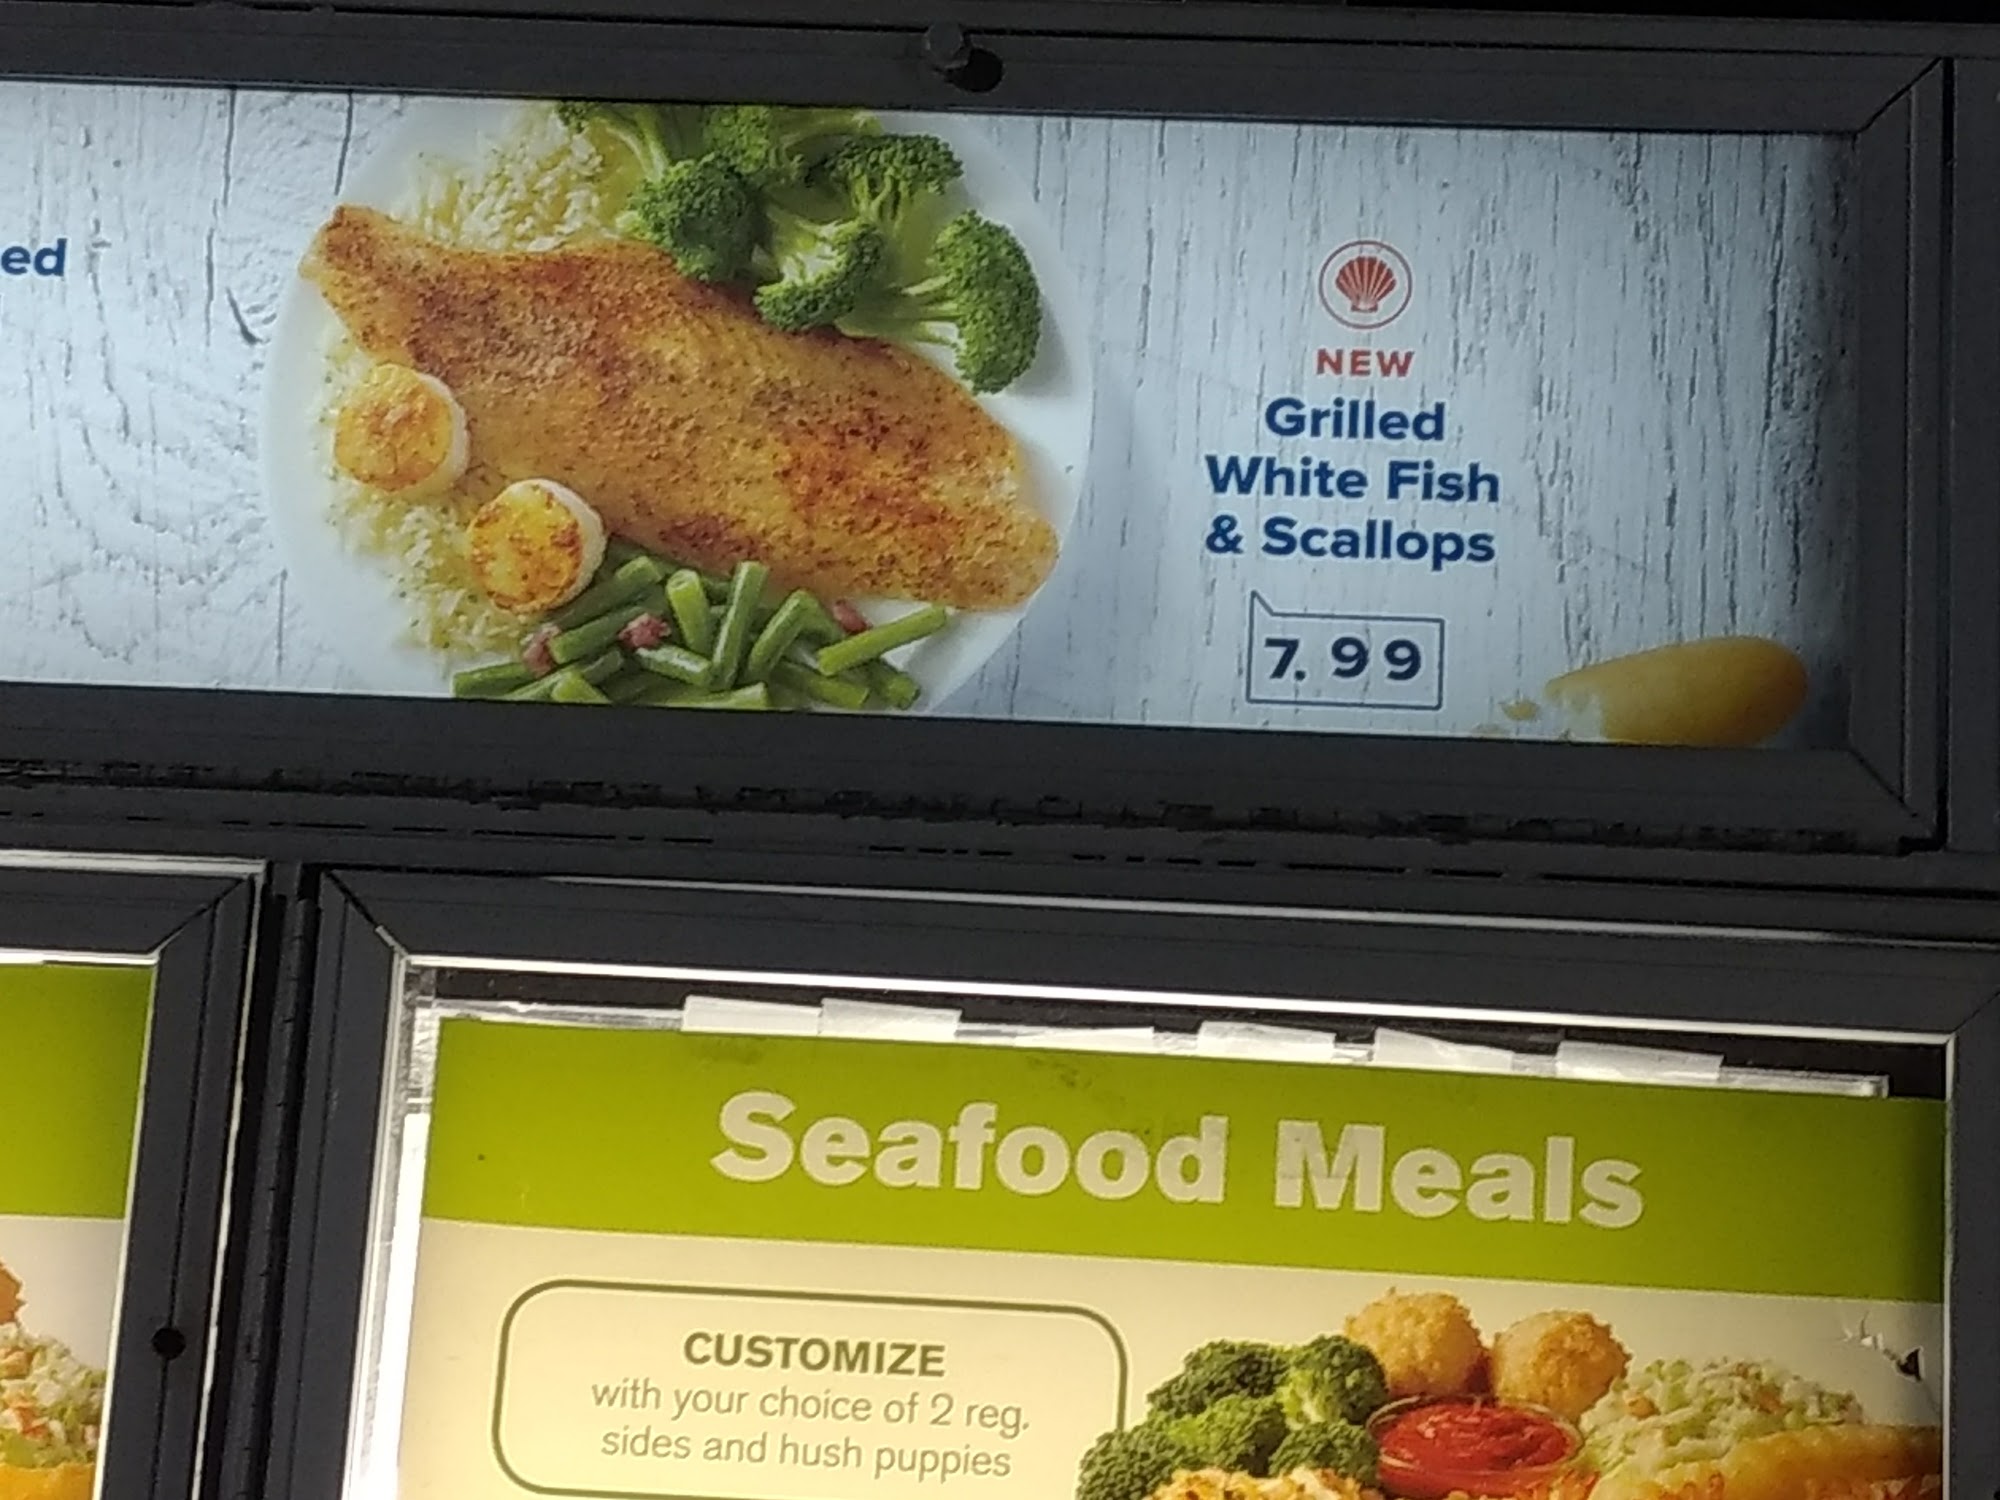 ed
NEW
Grilled
White Fish
& Scallops
7.99
Seafood Meals
CUSTOMIZE
with your choice of 2 reg.
sides and hush puppies